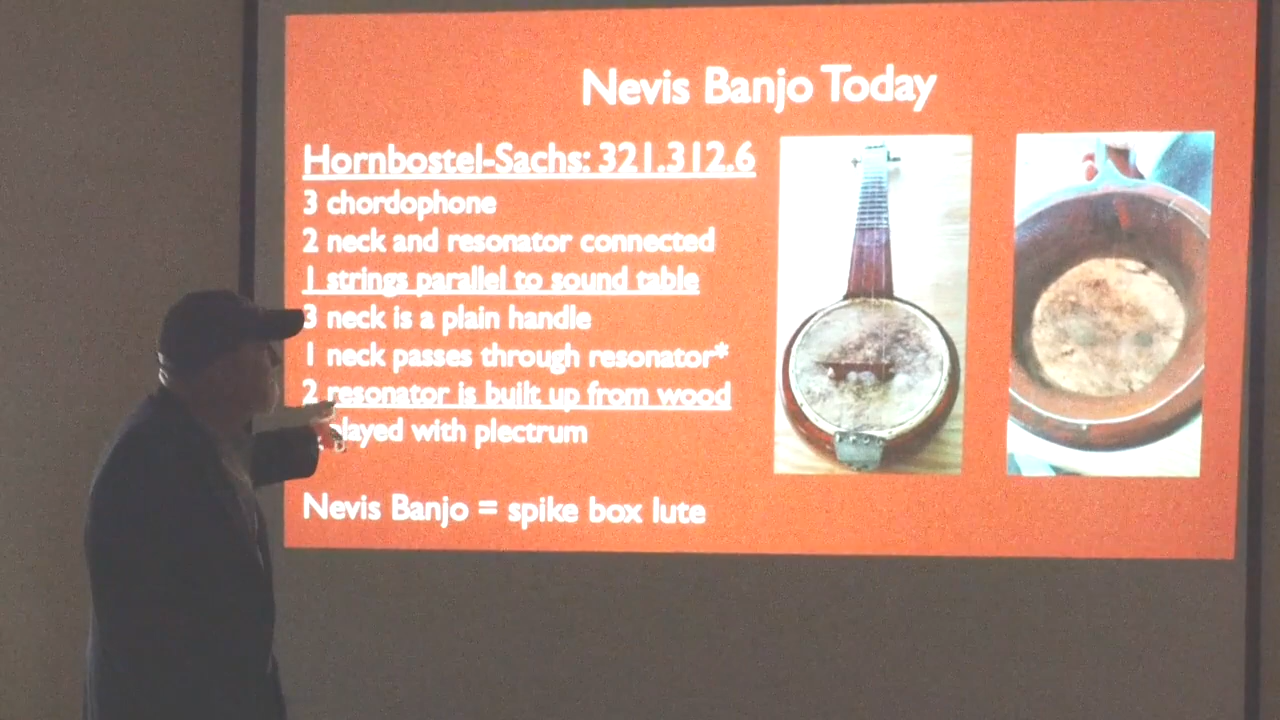 Nevis Banjo Today
Hornbostel-Sachs: 321.312.6
3 chordophone
2 neck and resonator connected
1 strings parallel to sound table
3 neck is a plain handle
1 neck passes through resonator*
2 resonator is built up from wood
played with plectrum
Nevis Banjo = spike box lute